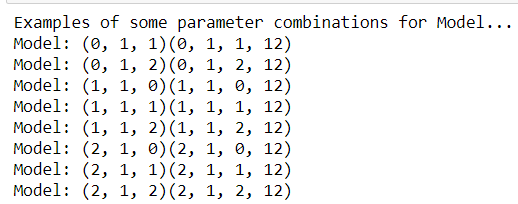 Examples of some parameter combinations for Model...
Model: (0, 1, 1)(0, 1, 1, 12)
Model: (0, 1, 2)(0, 1, 2, 12)
Model: (1, 1, 0)(1, 1, 0, 12)
Model: (1, 1, 1)(1, 1, 1, 12)
Model: (1, 1, 2)(1, 1, 2, 12)
Model: (2, 1, 0)(2, 1, 0, 12)
Model: (2, 1, 1)(2, 1, 1, 12)
Model: (2, 1, 2)(2, 1, 2, 12)